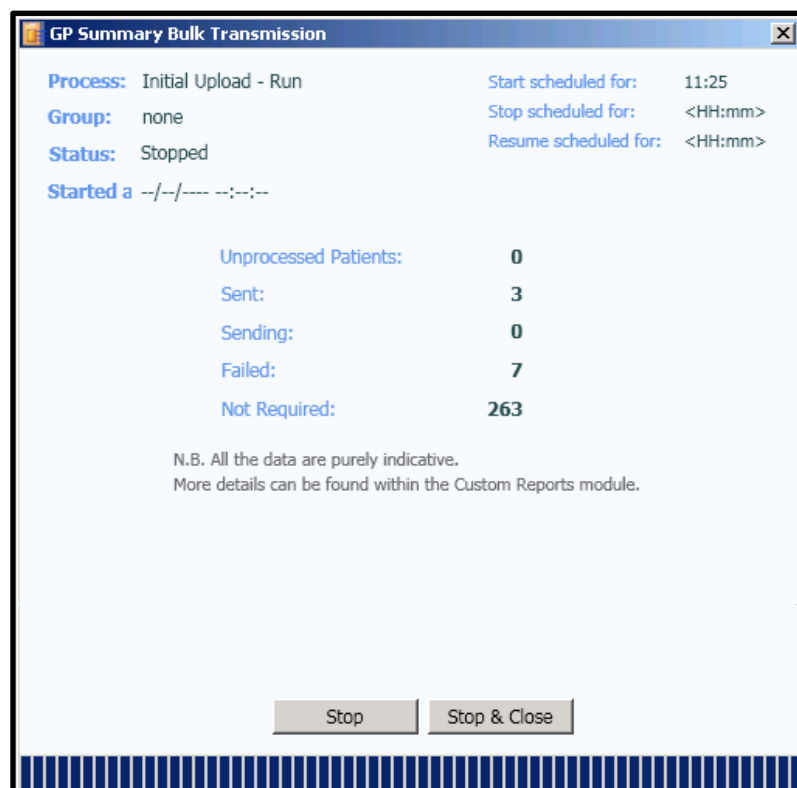 GP Summary Bulk Transmission
Process: Initial Upload - Run
Start scheduled for: 11:25
Group: none
Stop scheduled for: <HH:mm>
Status: Stopped
Resume scheduled for: <HH:mm>
Started a --/--/---- --:--:--
Unprocessed Patients: 0
Sent: 3
Sending: 0
Failed: 7
Not Required: 263
N.B. All the data are purely indicative.
More details can be found within the Custom Reports module.
Stop
Stop & Close